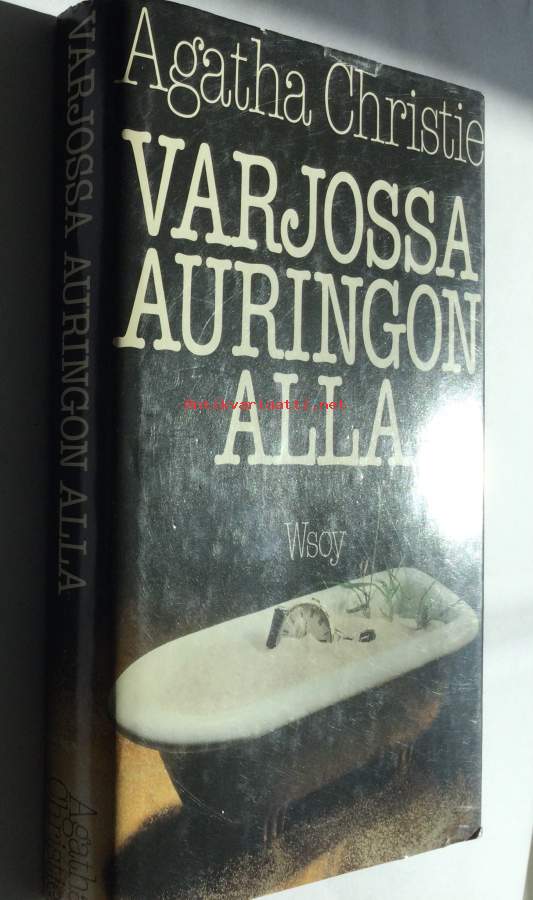 Agatha Christie
VARJOSSA
AURINGON
ALLA
Antikvariaatti.net
Wsoy
VARJOSSA AURINGON ALLA
Agatha
Christie